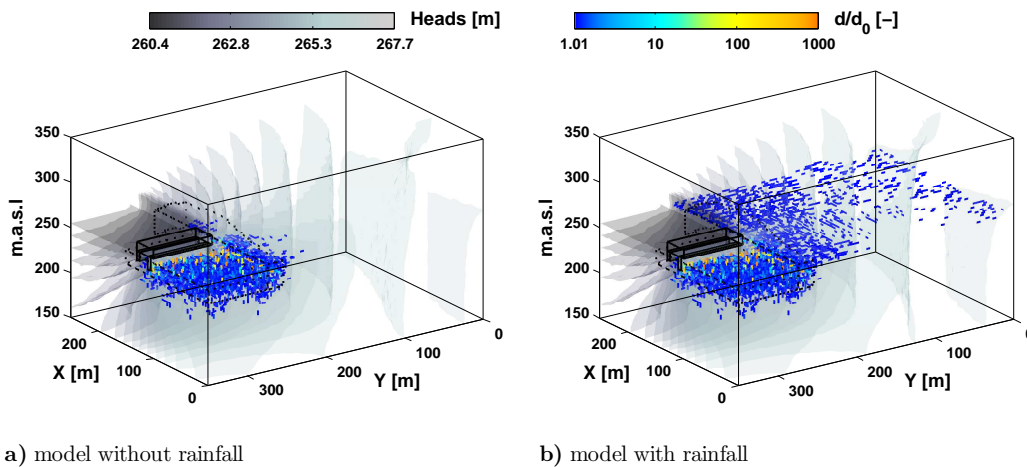 Heads [m]
260.4 262.8 265.3 267.7
d/d0 [–]
1.01 10 100 1000
350
300
250
200
150
m.a.s.l
200
100
0
X [m]
300
200
100
0
Y [m]
350
300
250
200
150
m.a.s.l
200
100
0
X [m]
300
200
100
0
Y [m]
a) model without rainfall
b) model with rainfall